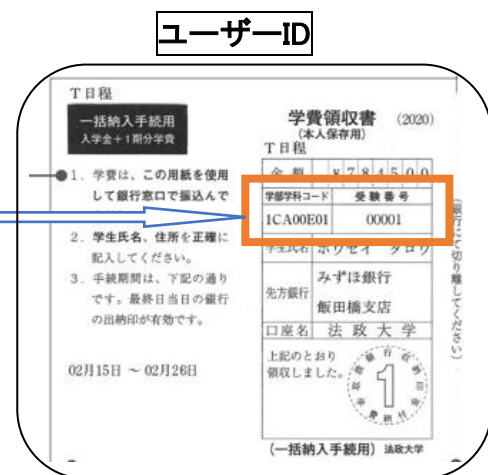 ユーザーID
T日程
一括納入手続用
入学金+1期分学費
1. 学費は、この用紙を使用
して銀行窓口で振込んで
2. 学生氏名、住所を正確に
記入してください。
3. 手続期間は、下記の通り
です。最終日当日の銀行
の出納印が有効です。
02月15日 ～ 02月26日
学費領収書 (2020)
(本人保存用)
T日程
金額 ¥784500
学部学科コード 受験番号
1CA00E01 00001
学生氏名 ホウセイ タロウ
先方銀行 みずほ銀行
飯田橋支店
口座名 法政大学
上記のとおり
領収しました。
1
(一括納入手続用) 法政大学
にて切り離してください)